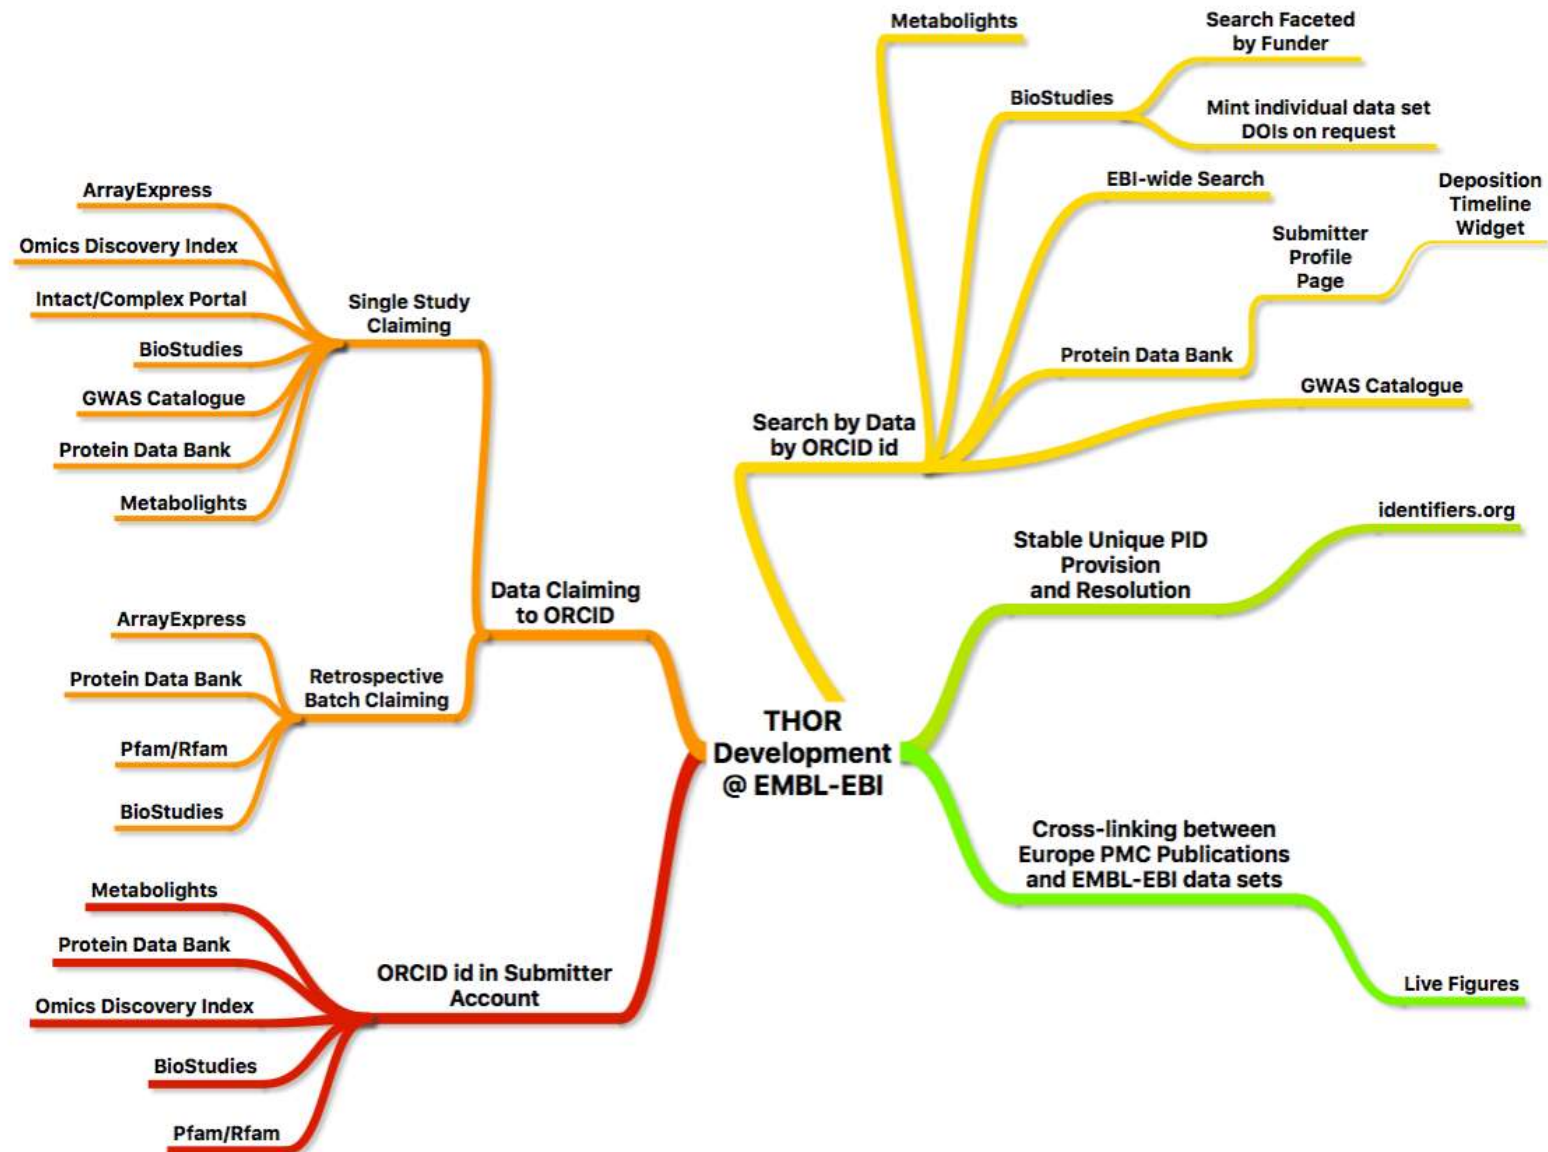 Metabolights
Search Faceted
by Funder
BioStudies
Mint individual data set
DOIs on request
EBI-wide Search
Deposition
Timeline
Widget
Submitter
Profile
Page
Protein Data Bank
GWAS Catalogue
Search by Data
by ORCID id
identifiers.org
Stable Unique PID
Provision
and Resolution
ArrayExpress
Omics Discovery Index
Intact/Complex Portal
BioStudies
GWAS Catalogue
Protein Data Bank
Metabolights
Single Study
Claiming
Data Claiming
to ORCID
ArrayExpress
Protein Data Bank
Pfam/Rfam
BioStudies
Retrospective
Batch Claiming
THOR
Development
@ EMBL-EBI
Cross-linking between
Europe PMC Publications
and EMBL-EBI data sets
Live Figures
Metabolights
Protein Data Bank
Omics Discovery Index
BioStudies
Pfam/Rfam
ORCID id in Submitter
Account